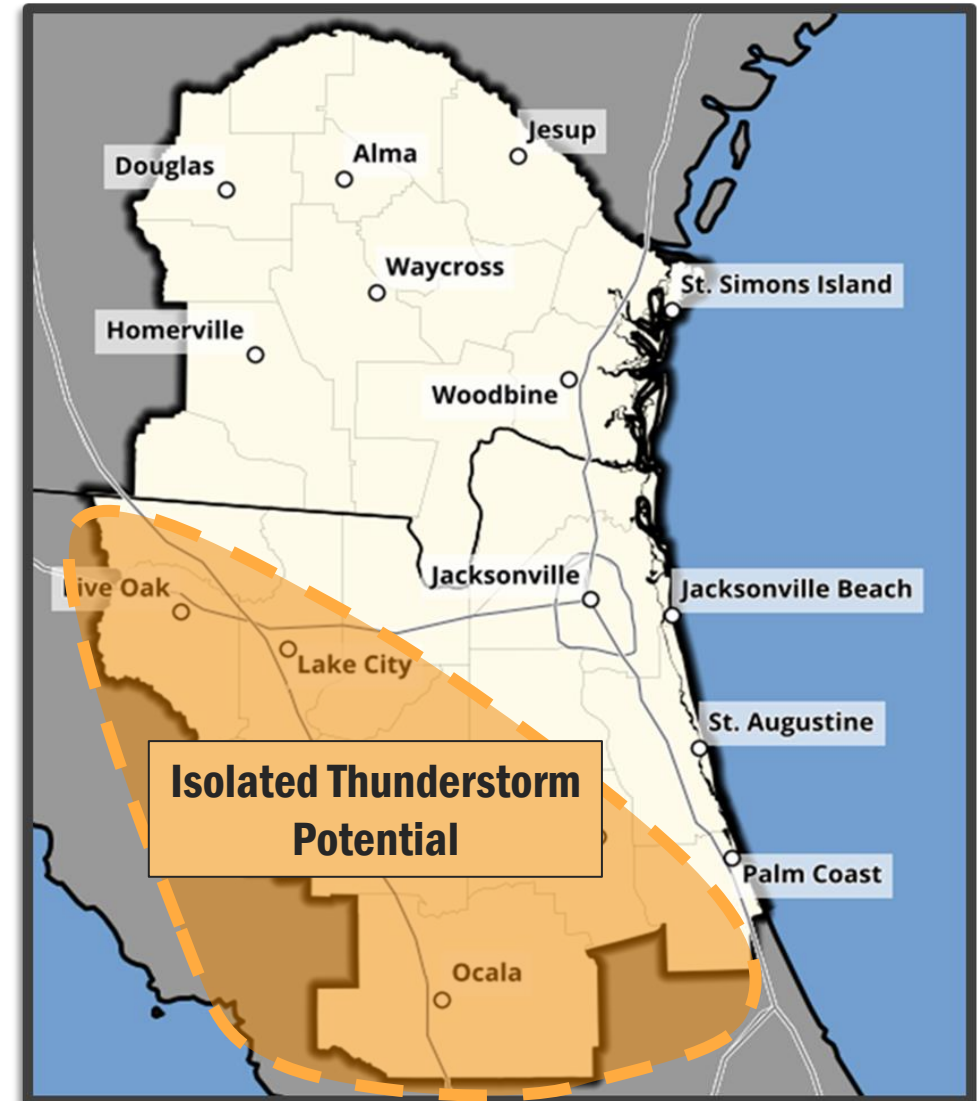 Jesup
Alma
Douglas
Waycross
St. Simons Island
Homerville
Woodbine
Jacksonville
Live Oak
Jacksonville Beach
Lake City
St. Augustine
Isolated Thunderstorm
Potential
Palm Coast
Ocala